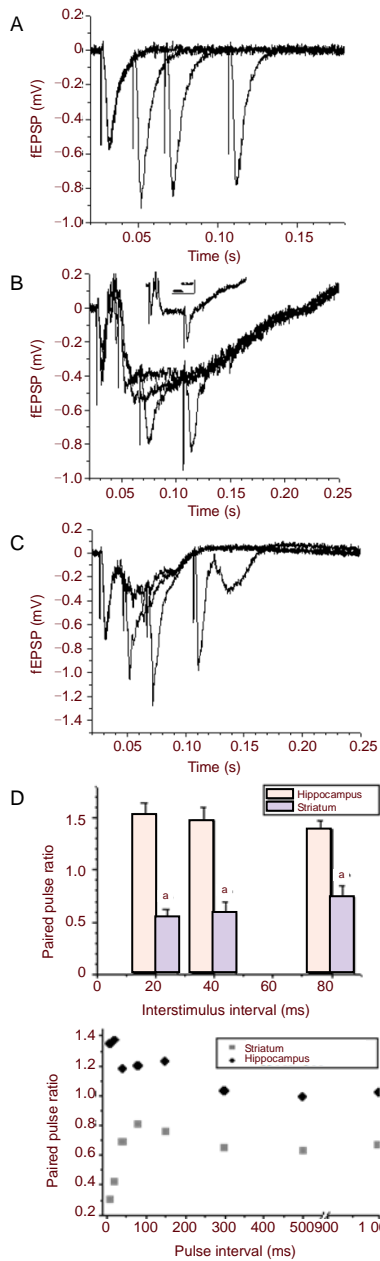 A
0.2
0
−0.2
−0.4
−0.6
−0.8
−1.0
fEPSP (mV)
0.05 0.10 0.15
Time (s)
B
0.2
0
−0.2
−0.4
−0.6
−0.8
−1.0
fEPSP (mV)
0.05 0.10 0.15 0.20 0.25
Time (s)
C
0.2
0
−0.2
−0.4
−0.6
−0.8
−1.0
−1.2
−1.4
fEPSP (mV)
0.05 0.10 0.15 0.20 0.25
Time (s)
D
Hippocampus
Striatum
1.5
1.0
0.5
0
Paired pulse ratio
a a a
0 20 40 60 80
Interstimulus interval (ms)
1.4
1.2
1.0
0.8
0.6
0.4
0.2
Paired pulse ratio
Striatum
Hippocampus
0 100 200 300 400 500900 1 00
Pulse interval (ms)